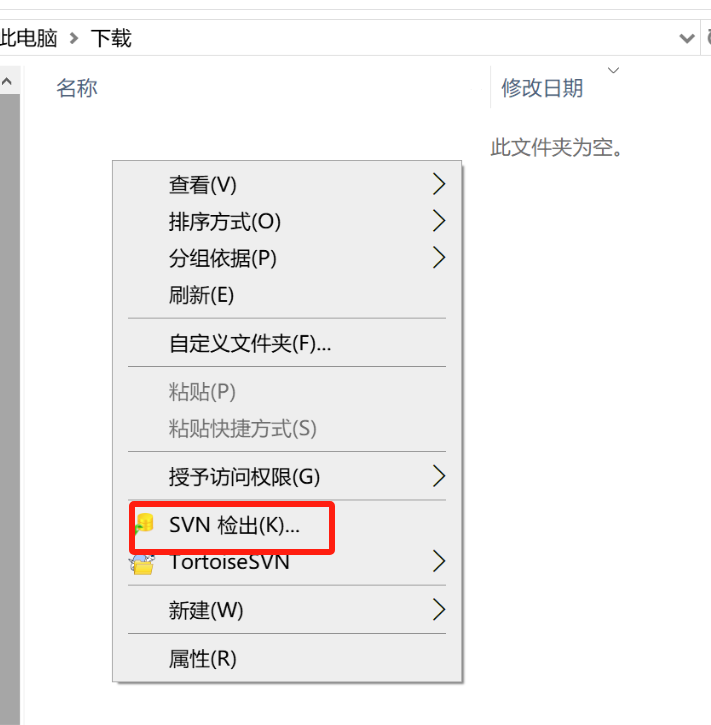 此电脑 > 下载
名称
修改日期
此文件夹为空。
查看(V)
排序方式(O)
分组依据(P)
刷新(E)
自定义文件夹(F)...
粘贴(P)
粘贴快捷方式(S)
授予访问权限(G)
SVN 检出(K)...
TortoiseSVN
新建(W)
属性(R)